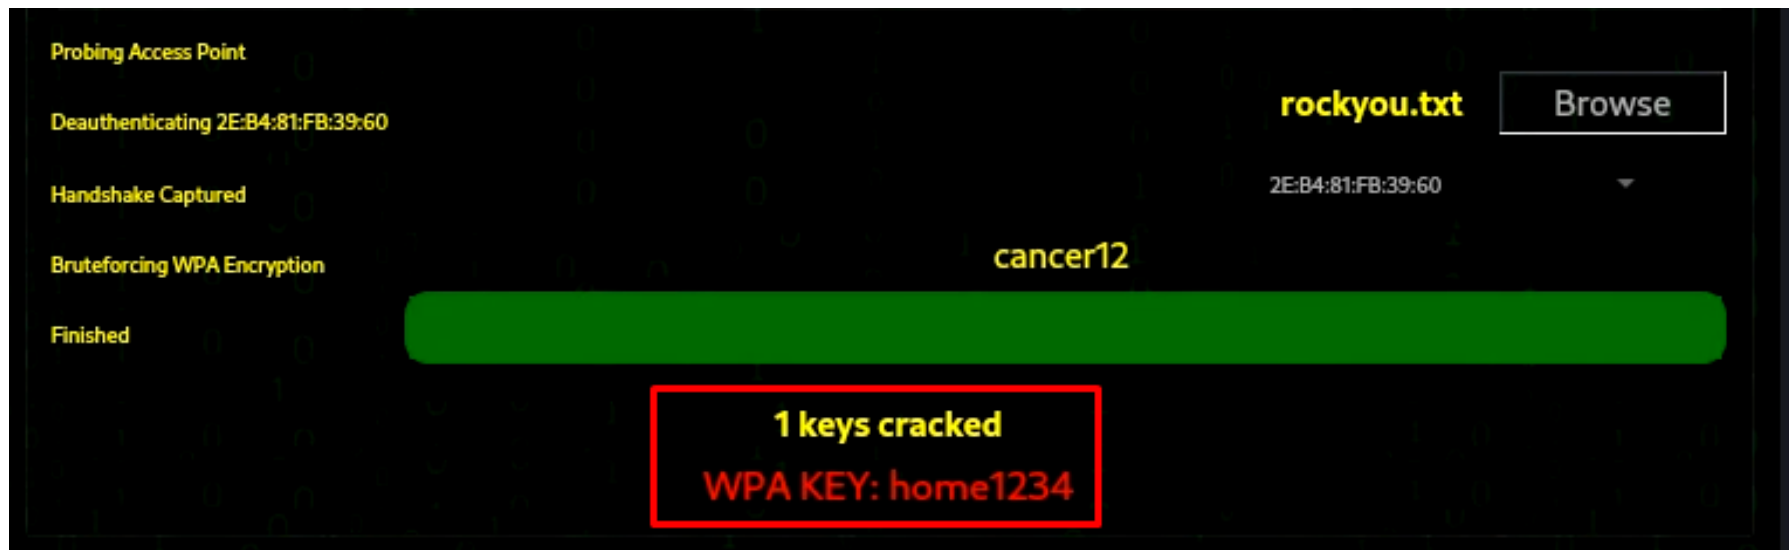 Probing Access Point
rockyou.txt Browse
Deauthenticating 2E:B4:81:FB:39:60
2E:B4:81:FB:39:60
Handshake Captured
cancer12
Bruteforcing WPA Encryption
Finished
1 keys cracked
WPA KEY: home1234